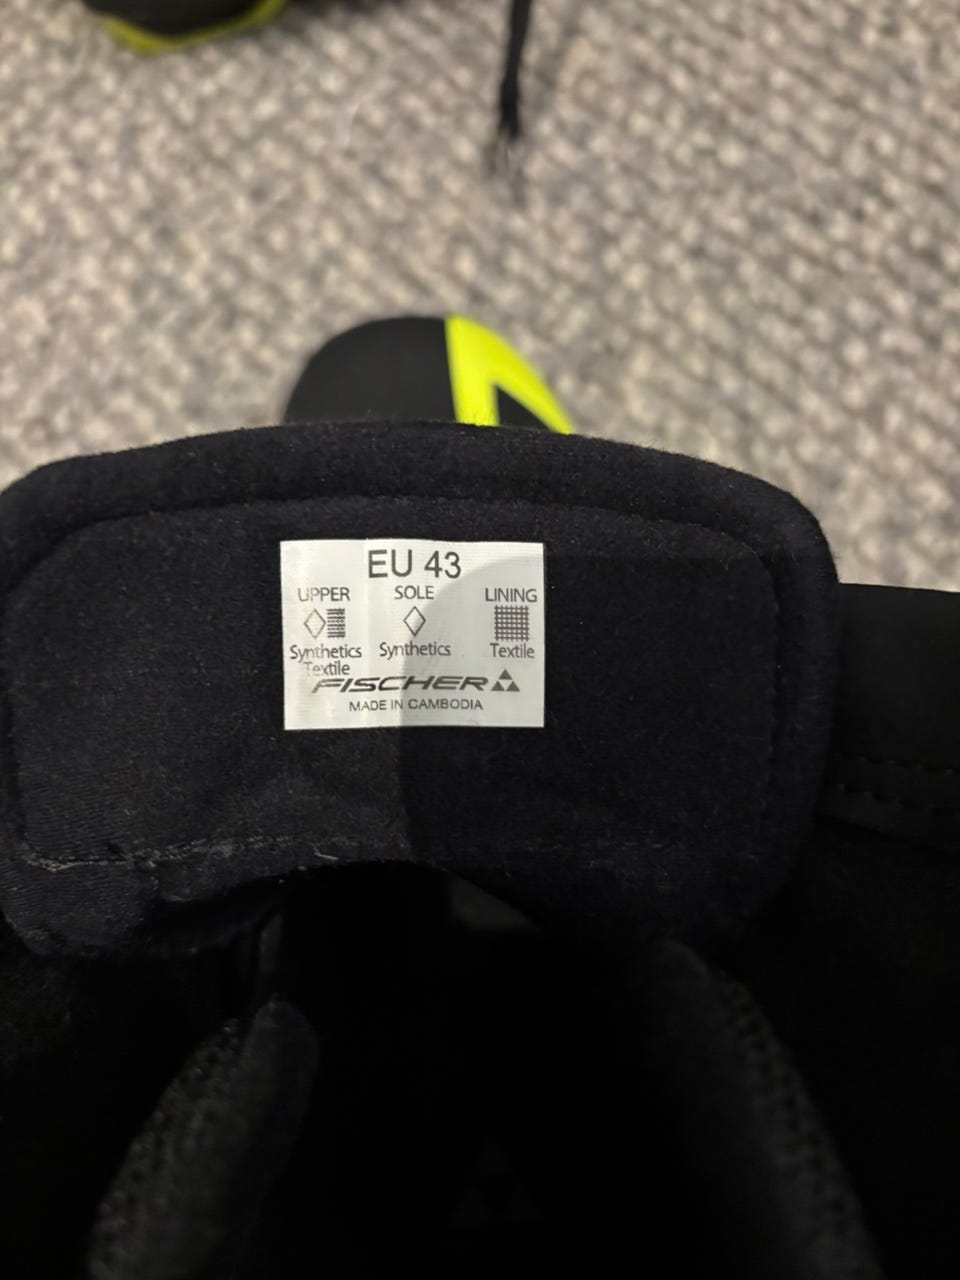 EU 43
UPPER SOLE LINING
Synthetics Synthetics Textile
Textile
FISCHER
MADE IN CAMBODIA